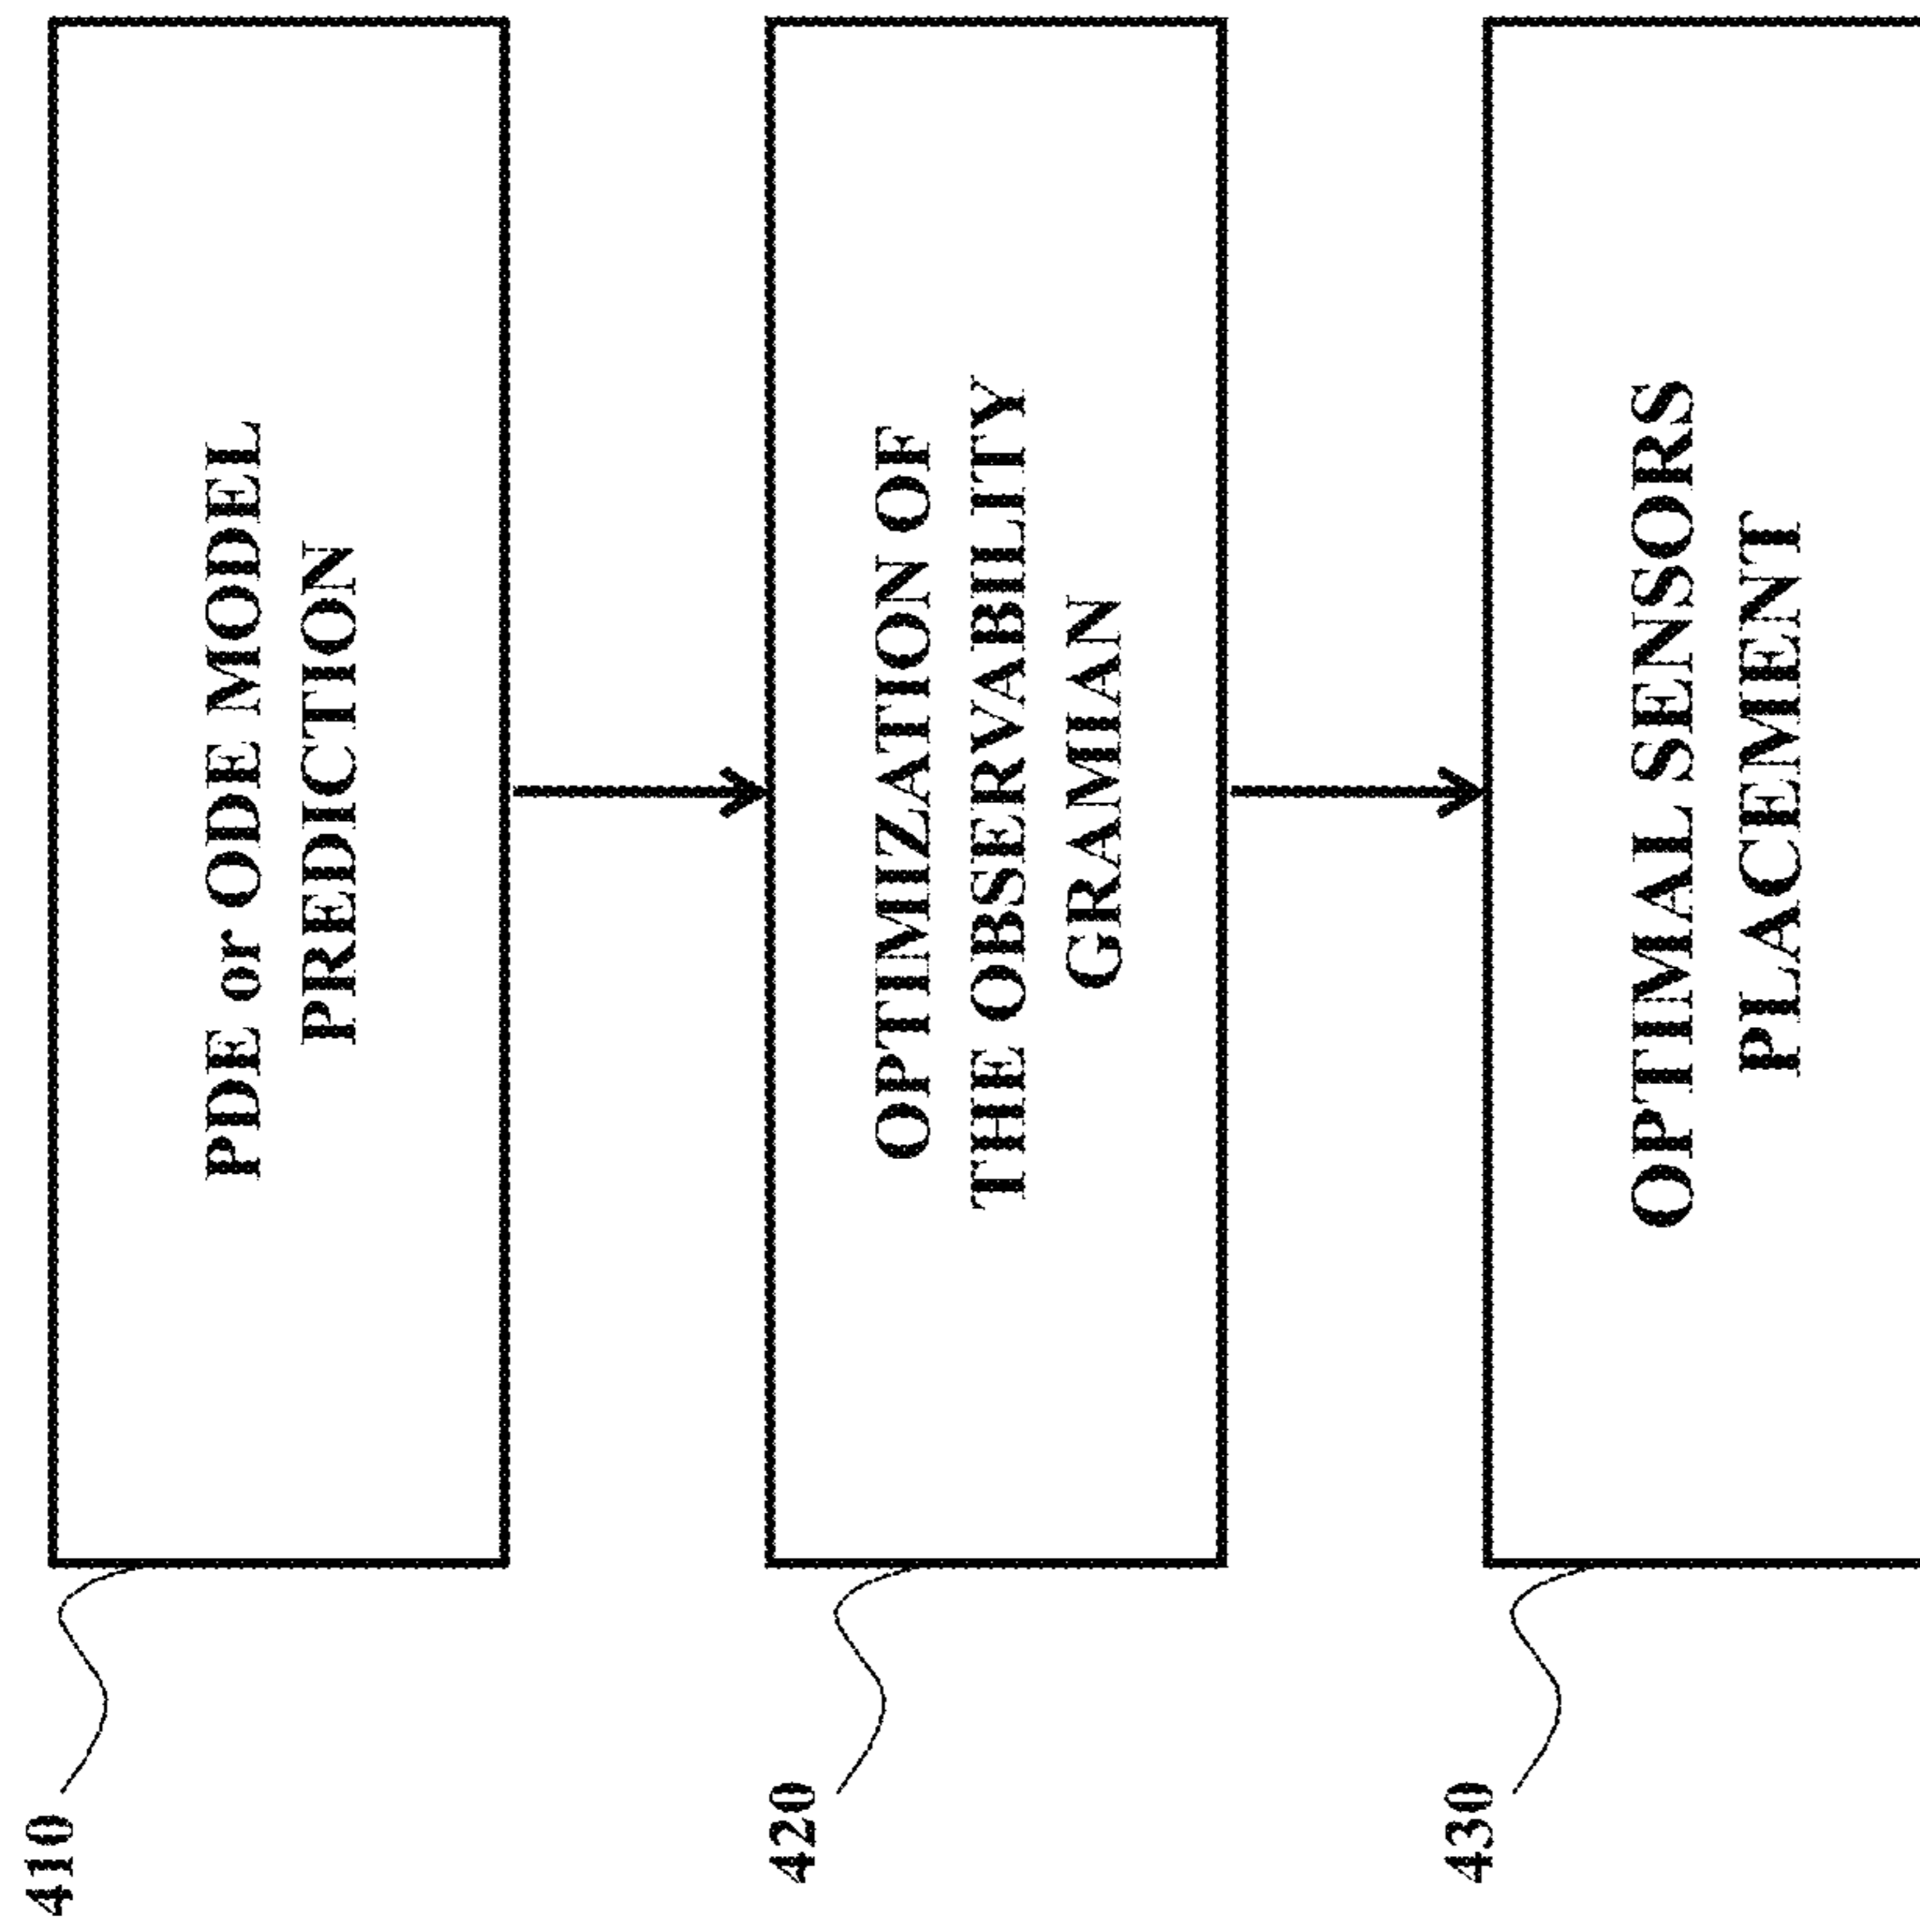 410
PDE or ODE MODEL
PREDICTION
420
OPTIMIZATION OF
THE OBSERVABILITY
GRAMIAN
430
OPTIMAL SENSORS
PLACEMENT